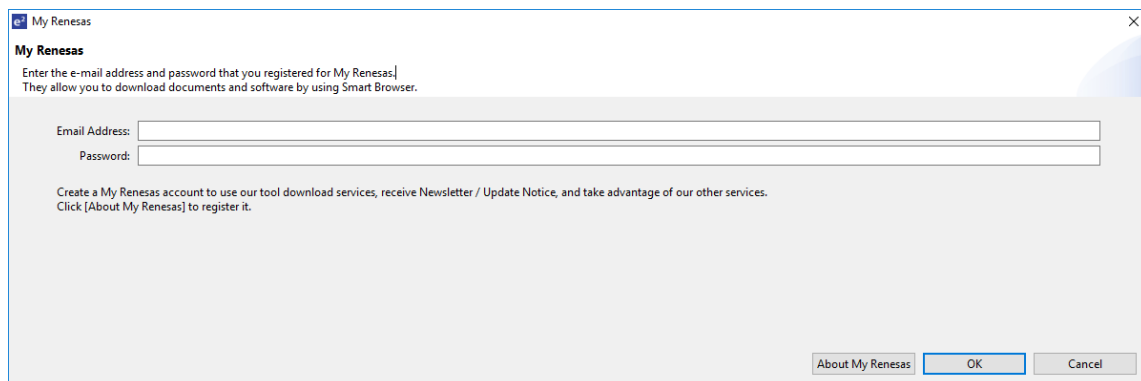 e² My Renesas
My Renesas
Enter the e-mail address and password that you registered for My Renesas.
They allow you to download documents and software by using Smart Browser.
Email Address:
Password:
Create a My Renesas account to use our tool download services, receive Newsletter / Update Notice, and take advantage of our other services.
Click [About My Renesas] to register it.
About My Renesas OK Cancel